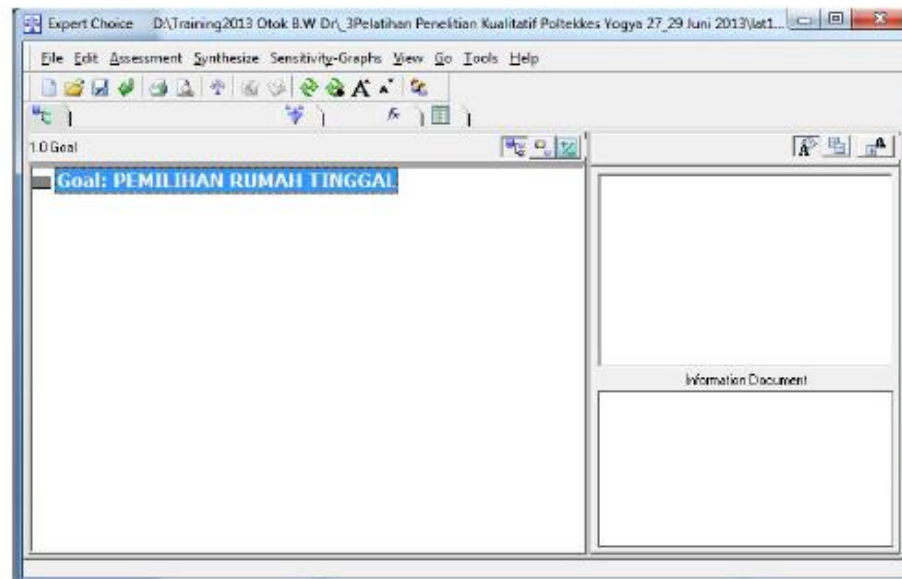 Expert Choice D:\Training2013 Otok B.W Dr\_3Pelatihan Penelitian Kualitatif Poltekkes Yogya 27_29 Juni 2013\lat1...
File Edit Assessment Synthesize Sensitivity-Graphs View Go Tools Help
1.0 Goal
Goal: PEMILIHAN RUMAH TINGGAL
Information Document